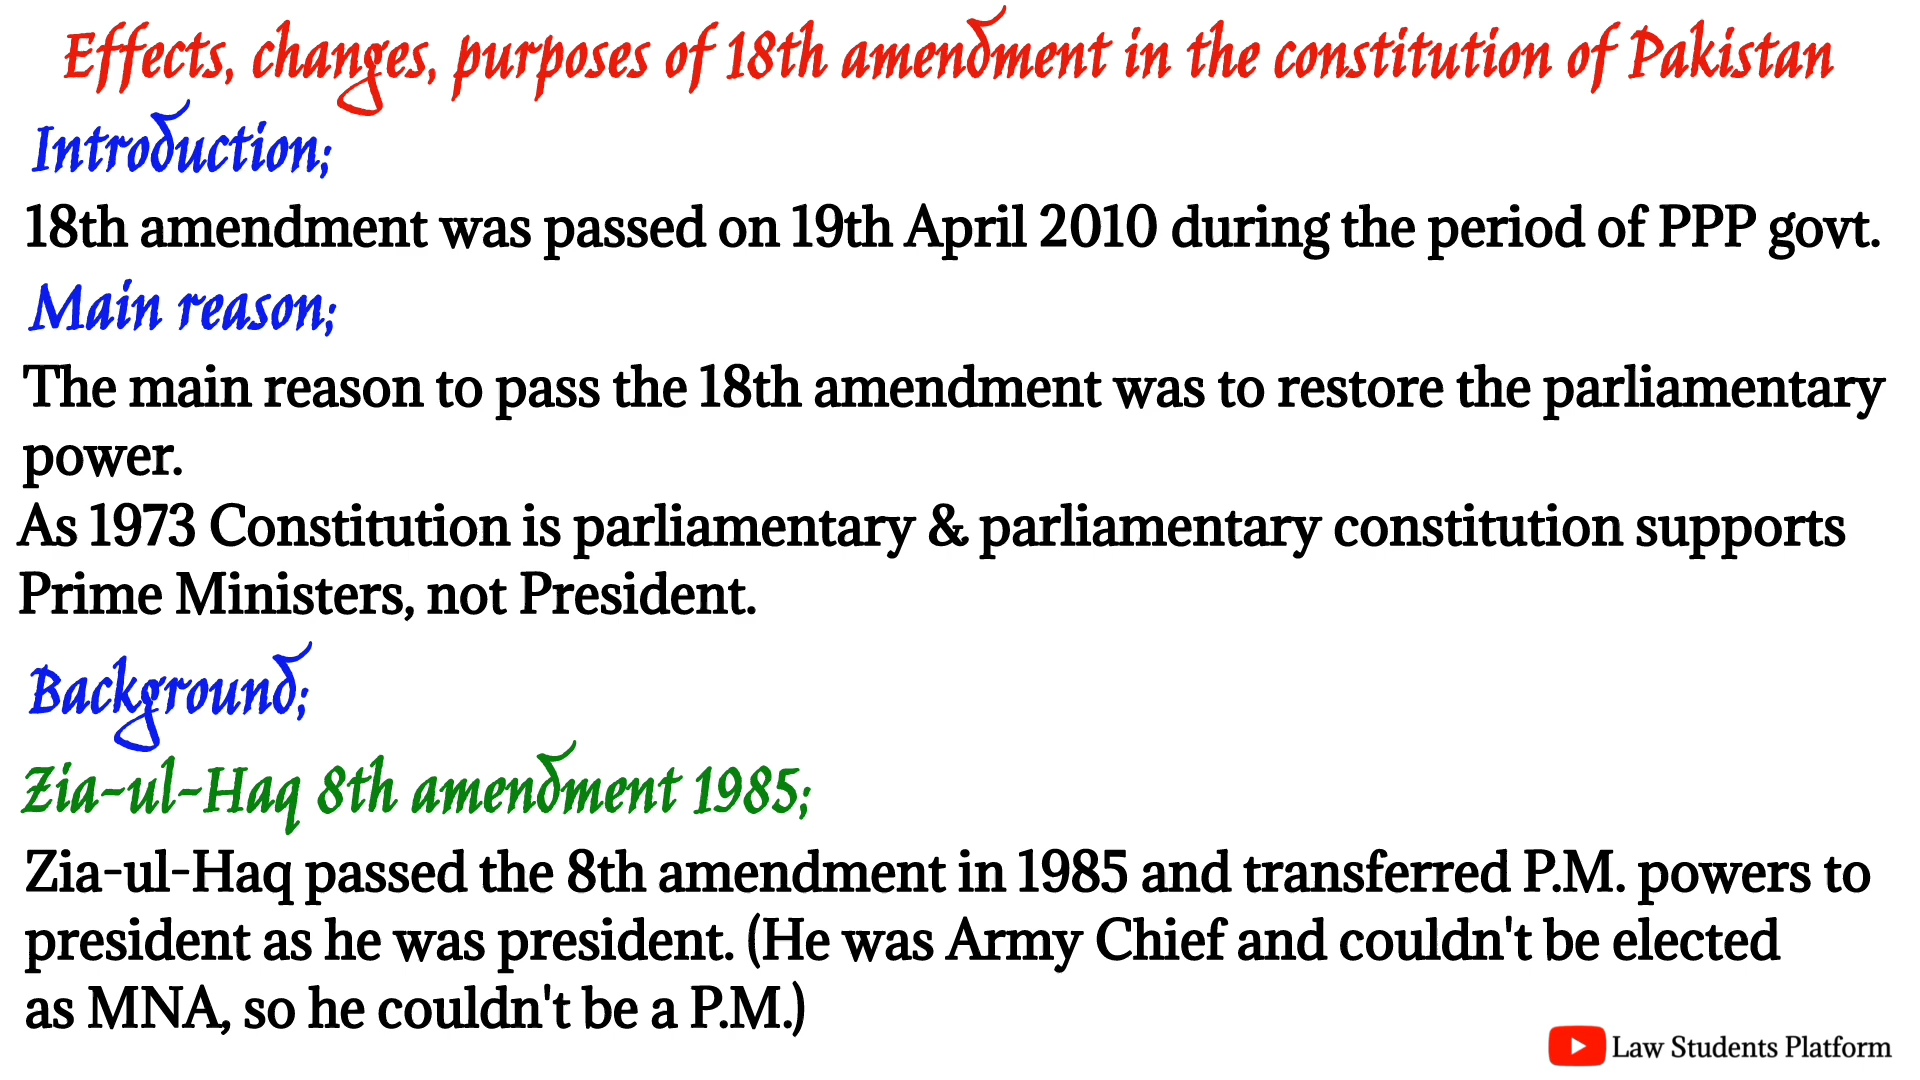 Effects, changes, purposes of 18th amendment in the constitution of Pakistan
Introduction;
18th amendment was passed on 19th April 2010 during the period of PPP govt.
Main reason;
The main reason to pass the 18th amendment was to restore the parliamentary
power.
As 1973 Constitution is parliamentary & parliamentary constitution supports
Prime Ministers, not President.
Background;
Zia-ul-Haq 8th amendment 1985;
Zia-ul-Haq passed the 8th amendment in 1985 and transferred P.M. powers to
president as he was president. (He was Army Chief and couldn't be elected
as MNA, so he couldn't be a P.M.)
Law Students Platform